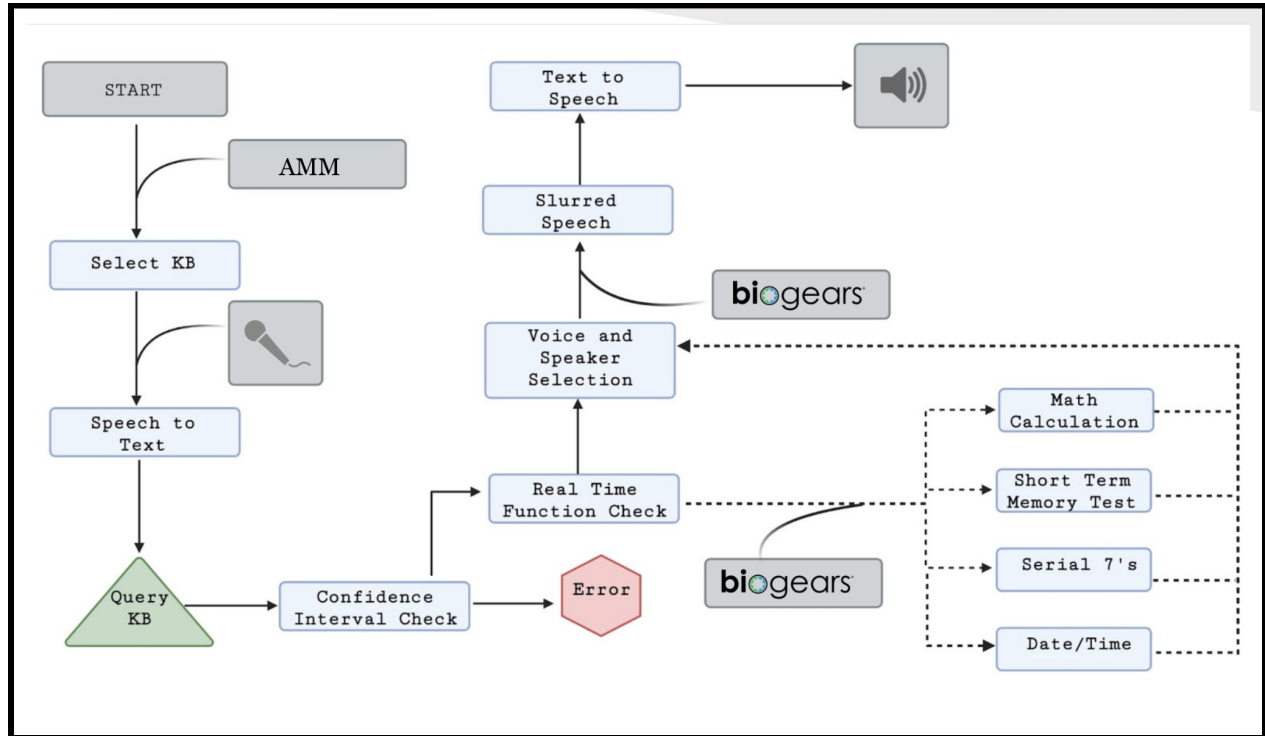 START
AMM
Select KB
Speech to
Text
Query
KB
Confidence
Interval Check
Error
Real Time
Function Check
Voice and
Speaker
Selection
Slurred
Speech
Text to
Speech
biogears
biogears
Math
Calculation
Short Term
Memory Test
Serial 7's
Date/Time